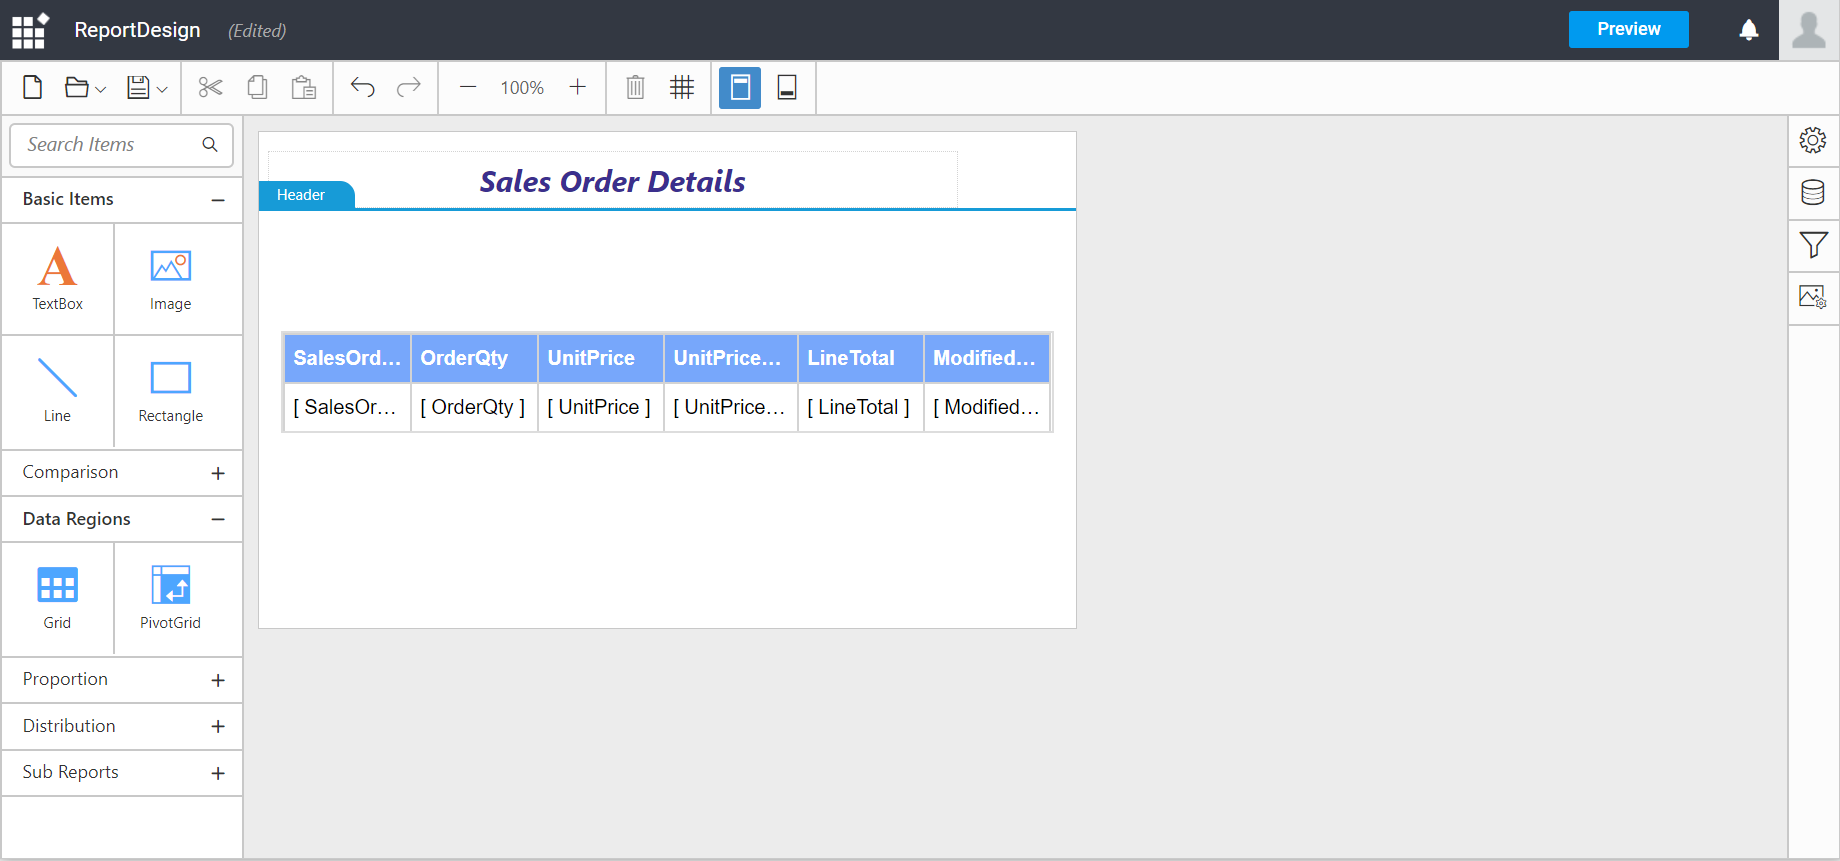 ReportDesign (Edited) Preview
100%
Search Items
Basic Items
TextBox Image
Line Rectangle
Comparison
Data Regions
Grid PivotGrid
Proportion
Distribution
Sub Reports
Sales Order Details
Header
SalesOrd... OrderQty UnitPrice UnitPrice... LineTotal Modified...
[ SalesOr... [ OrderQty ] [ UnitPrice ] [ UnitPrice... [ LineTotal ] [ Modified...